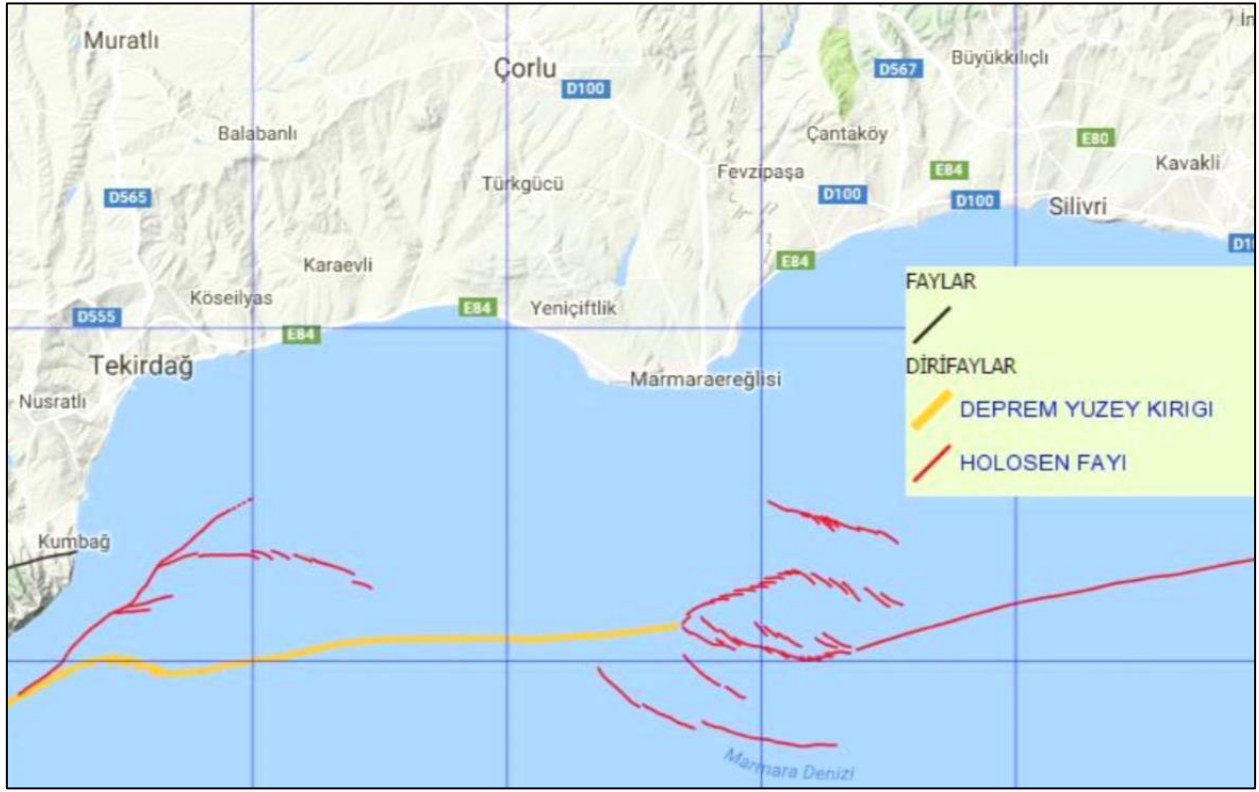 Muratlı
Çorlu
D100
D567
Büyükkılıçlı
Balabanlı
Çantaköy
E80
Türkgücü
Fevzipaşa
E84
Kavakli
D565
D100
D100
Silivri
D1
Karaevli
E84
Köseilyas
E84
Yeniçiftlik
D555
E84
Tekirdağ
Marmaraereğlisi
Nusratlı
Kumbağ
FAYLAR
DİRİFAYLAR
DEPREM YUZEY KIRIGI
HOLOSEN FAYI
Marmara Denizi